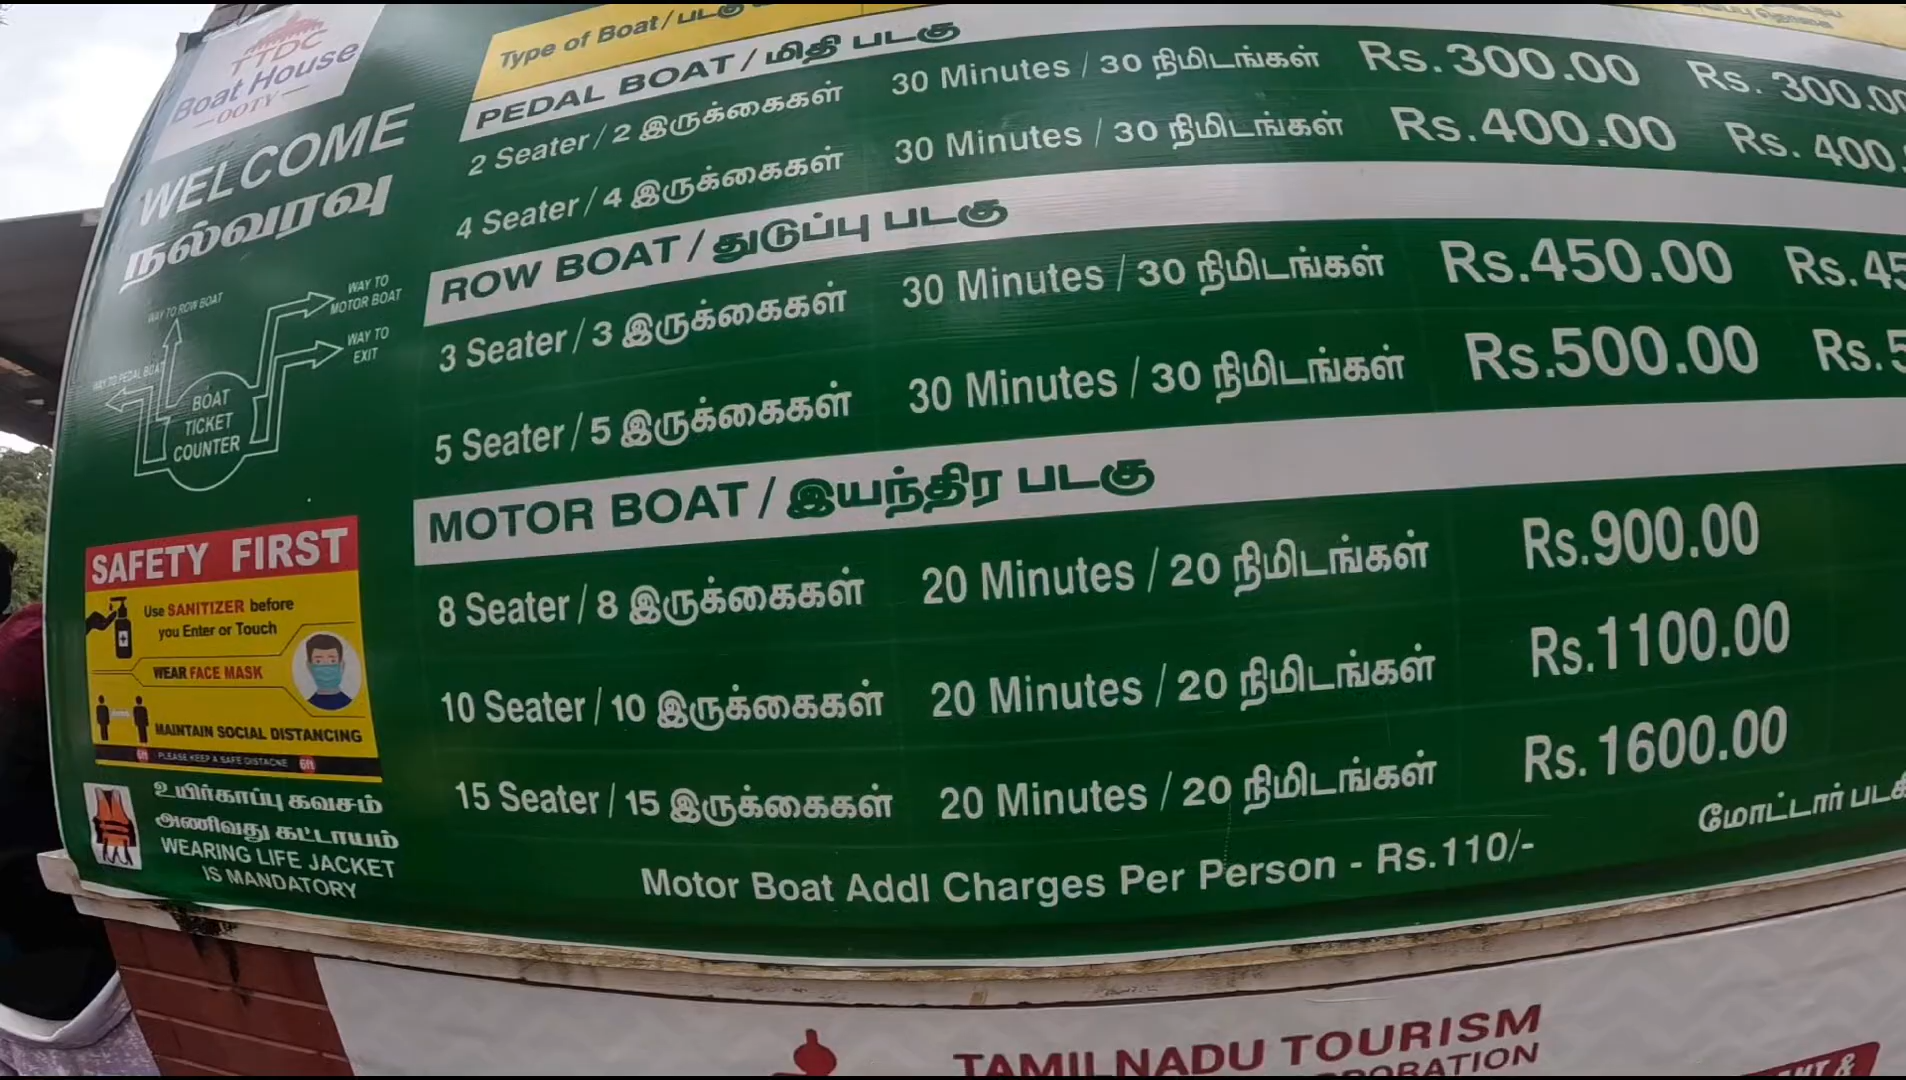 TTDC
Boat House
OOTY
WELCOME
நல்வரவு
WAY TO ROW BOAT
WAY TO MOTOR BOAT
WAY TO EXIT
WAY TO PEDAL BOAT
BOAT TICKET COUNTER
SAFETY FIRST
Use SANITIZER before
you Enter or Touch
WEAR FACE MASK
MAINTAIN SOCIAL DISTANCING
6ft PLEASE KEEP A SAFE DISTACNE 6ft
உயிர்காப்பு கவசம்
அணிவது கட்டாயம்
WEARING LIFE JACKET
IS MANDATORY
Type of Boat / படகு
PEDAL BOAT / மிதி படகு
2 Seater / 2 இருக்கைகள் 30 Minutes / 30 நிமிடங்கள் Rs.300.00 Rs. 300.00
4 Seater / 4 இருக்கைகள் 30 Minutes / 30 நிமிடங்கள் Rs.400.00 Rs. 400.
ROW BOAT / துடுப்பு படகு
3 Seater / 3 இருக்கைகள் 30 Minutes / 30 நிமிடங்கள் Rs.450.00 Rs.45
5 Seater / 5 இருக்கைகள் 30 Minutes / 30 நிமிடங்கள் Rs.500.00 Rs.5
MOTOR BOAT / இயந்திர படகு
8 Seater / 8 இருக்கைகள் 20 Minutes / 20 நிமிடங்கள் Rs.900.00
10 Seater / 10 இருக்கைகள் 20 Minutes / 20 நிமிடங்கள் Rs.1100.00
15 Seater / 15 இருக்கைகள் 20 Minutes / 20 நிமிடங்கள் Rs. 1600.00
Motor Boat Addl Charges Per Person - Rs.110/- மோட்டார்
TAMILNADU TOURISM